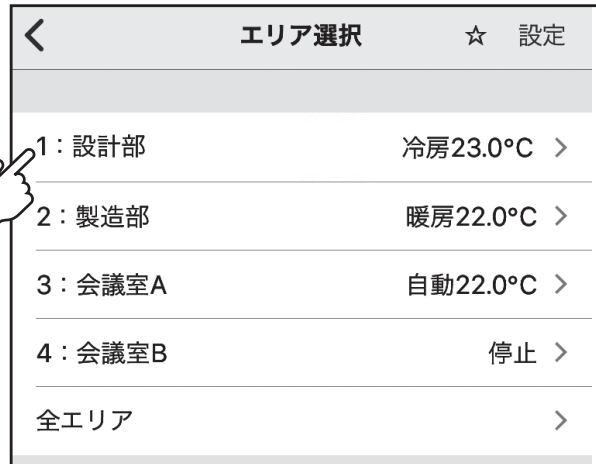 エリア選択 ☆ 設定
1：設計部 冷房23.0°C
2：製造部 暖房22.0°C
3：会議室A 自動22.0°C
4：会議室B 停止
全エリア